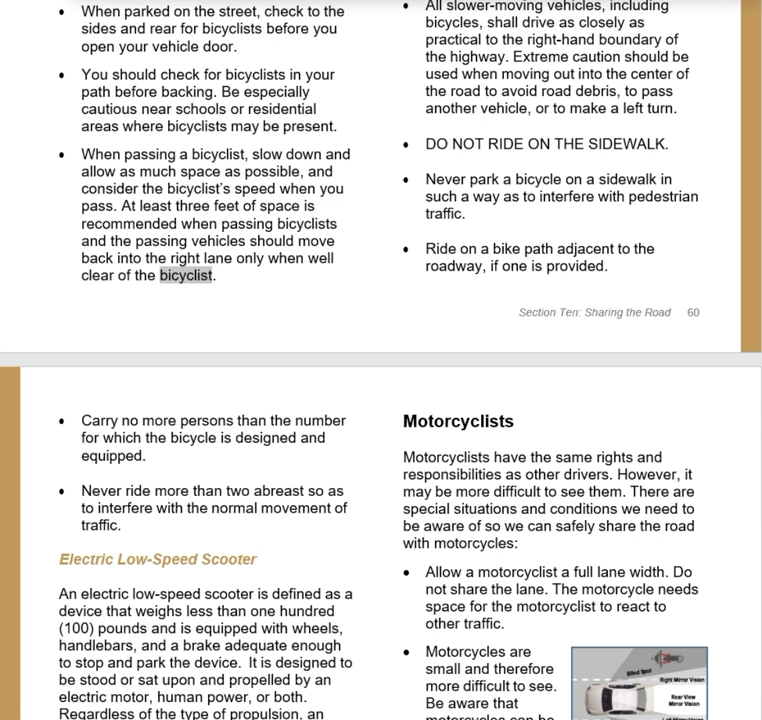 • When parked on the street, check to the
sides and rear for bicyclists before you
open your vehicle door.
• You should check for bicyclists in your
path before backing. Be especially
cautious near schools or residential
areas where bicyclists may be present.
• When passing a bicyclist, slow down and
allow as much space as possible, and
consider the bicyclist's speed when you
pass. At least three feet of space is
recommended when passing bicyclists
and the passing vehicles should move
back into the right lane only when well
clear of the bicyclist.
• All slower-moving vehicles, including
bicycles, shall drive as closely as
practical to the right-hand boundary of
the highway. Extreme caution should be
used when moving out into the center of
the road to avoid road debris, to pass
another vehicle, or to make a left turn.
• DO NOT RIDE ON THE SIDEWALK.
• Never park a bicycle on a sidewalk in
such a way as to interfere with pedestrian
traffic.
• Ride on a bike path adjacent to the
roadway, if one is provided.
Section Ten: Sharing the Road 60
• Carry no more persons than the number
for which the bicycle is designed and
equipped.
• Never ride more than two abreast so as
to interfere with the normal movement of
traffic.
Electric Low-Speed Scooter
An electric low-speed scooter is defined as a
device that weighs less than one hundred
(100) pounds and is equipped with wheels,
handlebars, and a brake adequate enough
to stop and park the device. It is designed to
be stood or sat upon and propelled by an
electric motor, human power, or both.
Regardless of the type of propulsion, an
Motorcyclists
Motorcyclists have the same rights and
responsibilities as other drivers. However, it
may be more difficult to see them. There are
special situations and conditions we need to
be aware of so we can safely share the road
with motorcycles:
• Allow a motorcyclist a full lane width. Do
not share the lane. The motorcycle needs
space for the motorcyclist to react to
other traffic.
• Motorcycles are
small and therefore
more difficult to see.
Be aware that
motorcycles can be
Blind Spot
Right Mirror Vision
Rear View
Mirror Vision
Left Mirror Vision